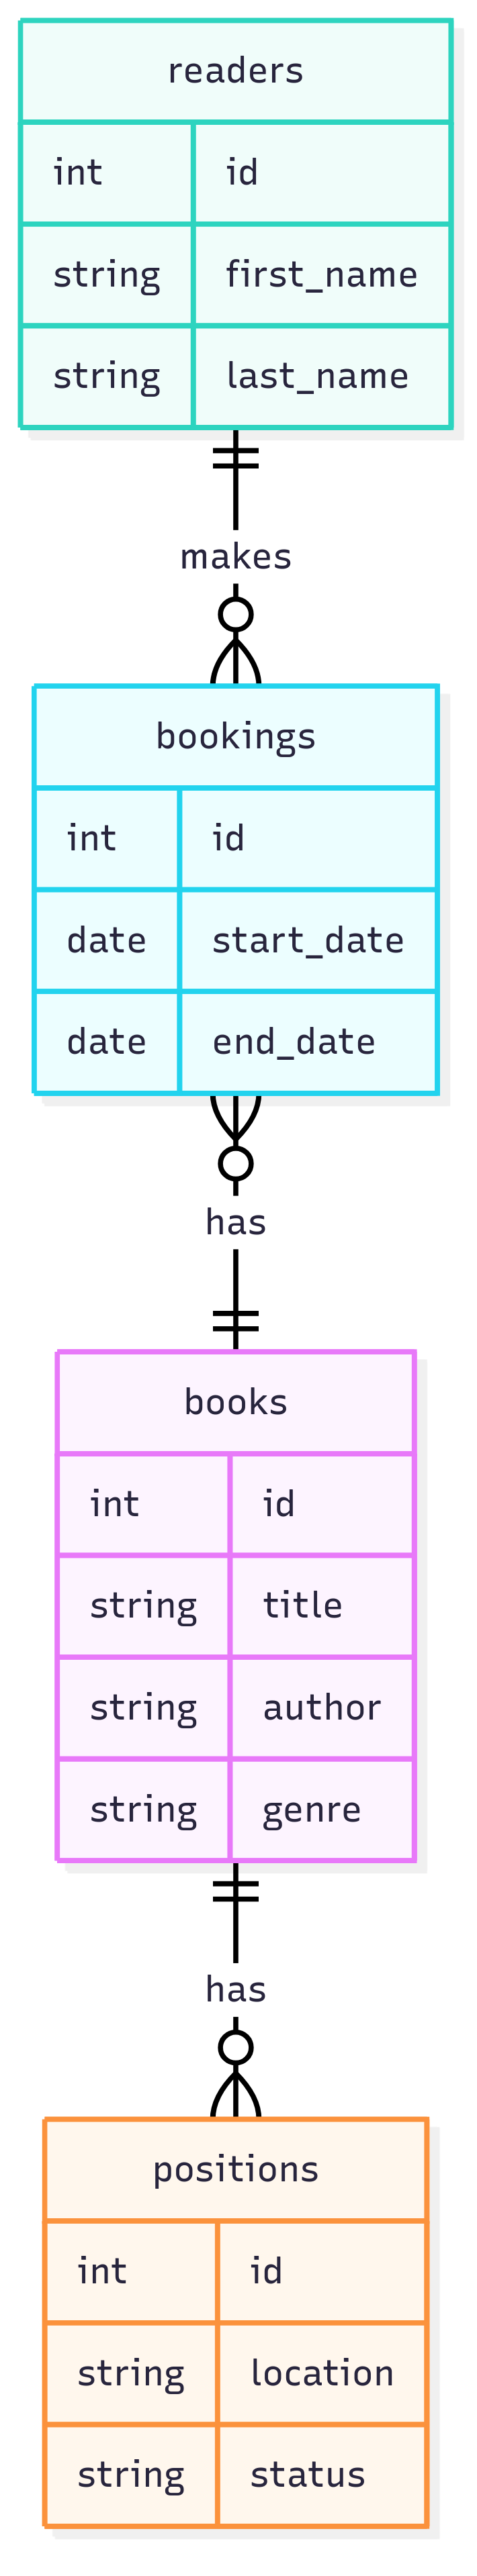 readers
int id
string first_name
string last_name
makes
bookings
int id
date start_date
date end_date
has
books
int id
string title
string author
string genre
has
positions
int id
string location
string status